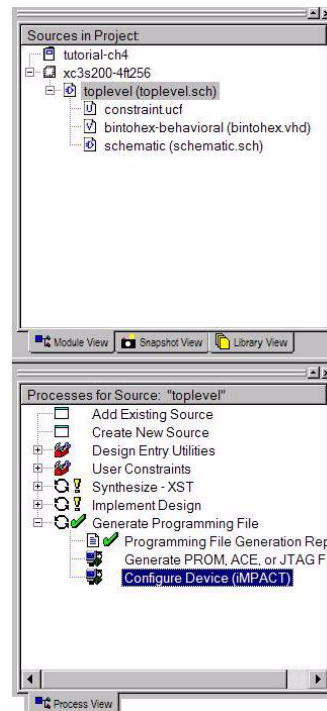 Sources in Project:
tutorial-ch4
xc3s200-4ft256
toplevel (toplevel.sch)
constraint.ucf
bintohex-behavioral (bintohex.vhd)
schematic (schematic.sch)
Module View Snapshot View Library View
Processes for Source: "toplevel"
Add Existing Source
Create New Source
Design Entry Utilities
User Constraints
Synthesize - XST
Implement Design
Generate Programming File
Programming File Generation Rep
Generate PROM, ACE, or JTAG F
Configure Device (iMPACT)
Process View